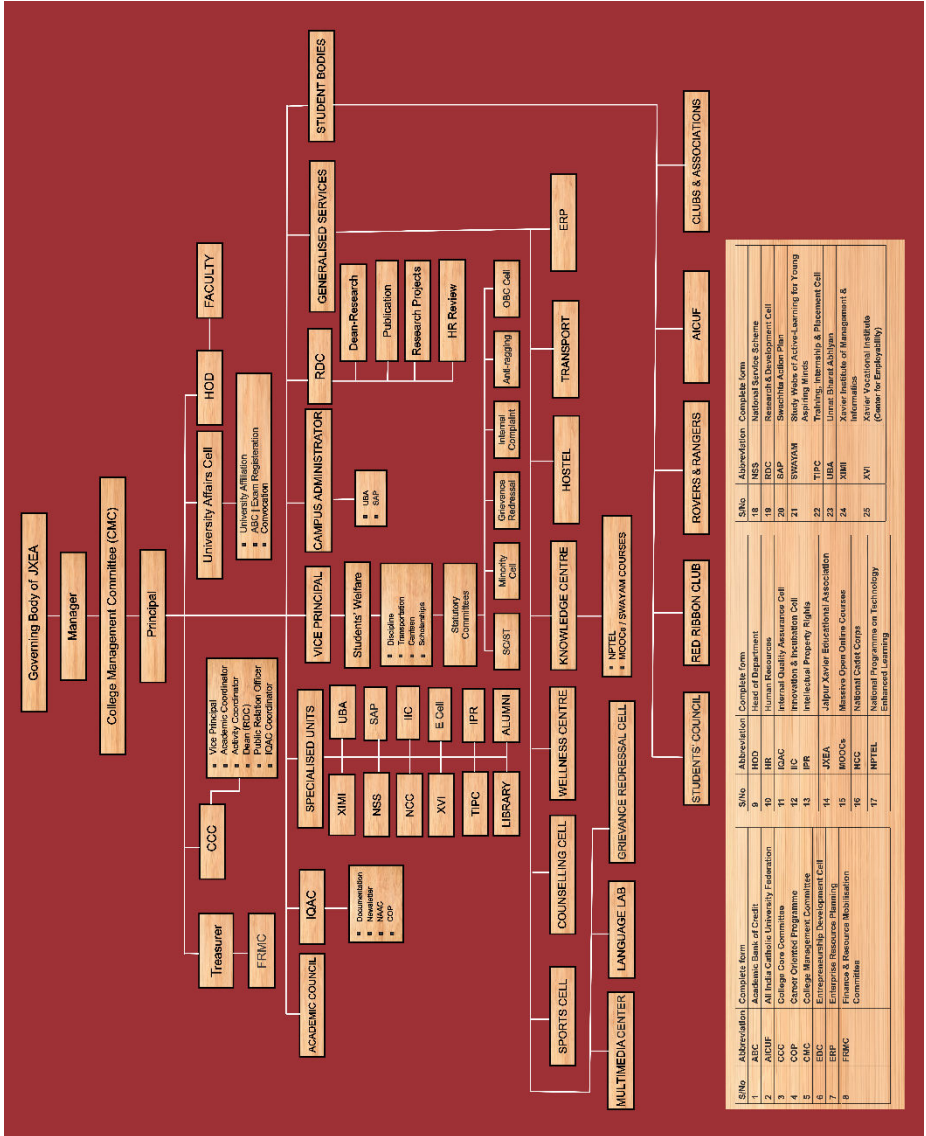 Governing Body of JXEA
Manager
College Management Committee (CMC)
Principal
Treasurer
FRMC
CCC
▪ Vice Principal
▪ Academic Coordinator
▪ Activity Coordinator
▪ Dean (RDC)
▪ Public Relation Officer
▪ IQAC Coordinator
University Affairs Cell
▪ University Affiliation
▪ ABC | Exam Registeration
▪ Convocation
HOD
FACULTY
ACADEMIC COUNCIL
IQAC
▪ Documentation
▪ Newsletter
▪ NAAC
▪ COP
SPECIALISED UNITS
XIMI
UBA
NSS
SAP
NCC
IIC
XVI
E Cell
TIPC
IPR
LIBRARY
ALUMNI
VICE PRINCIPAL
Students' Welfare
▪ Discipline
▪ Transportation
▪ Canteen
▪ Scholarships
Statutory
Committees
SC/ST
Minority
Cell
Grievance
Redressal
Internal
Complaint
Anti-ragging
OBC Cell
CAMPUS ADMINISTRATOR
▪ UBA
▪ SAP
RDC
Dean-Research
Publication
Research Projects
HR Review
GENERALISED SERVICES
STUDENT BODIES
SPORTS CELL
COUNSELLING CELL
WELLNESS CENTRE
KNOWLEDGE CENTRE
HOSTEL
TRANSPORT
ERP
▪ NPTEL
▪ MOOCs / SWAYAM COURSES
MULTIMEDIA CENTER
LANGUAGE LAB
GRIEVANCE REDRESSAL CELL
STUDENTS' COUNCIL
RED RIBBON CLUB
ROVERS & RANGERS
AICUF
CLUBS & ASSOCIATIONS
S/No Abbreviation Complete form
1 ABC Academic Bank of Credit
2 AICUF All India Catholic University Federation
3 CCC College Core Committee
4 COP Career Oriented Programme
5 CMC College Management Committee
6 EDC Entrepreneurship Development Cell
7 ERP Enterprise Resource Planning
8 FRMC Finance & Resource Mobilisation
Committee
S/No Abbreviation Complete form
9 HOD Head of Department
10 HR Human Resources
11 IQAC Internal Quality Assurance Cell
12 IIC Innovation & Incubation Cell
13 IPR Intellectual Property Rights
14 JXEA Jaipur Xavier Educational Association
15 MOOCs Massive Open Online Courses
16 NCC National Cadet Corps
17 NPTEL National Programme on Technology
Enhanced Learning
S/No Abbreviation Complete form
18 NSS National Service Scheme
19 RDC Research & Development Cell
20 SAP Swachhta Action Plan
21 SWAYAM Study Webs of Active-Learning for Young
Aspiring Minds
22 TIPC Training, Internship & Placement Cell
23 UBA Unnat Bharat Abhiyan
24 XIMI Xavier Institute of Management &
Informatics
25 XVI Xavier Vocational Institute
(Center for Employability)